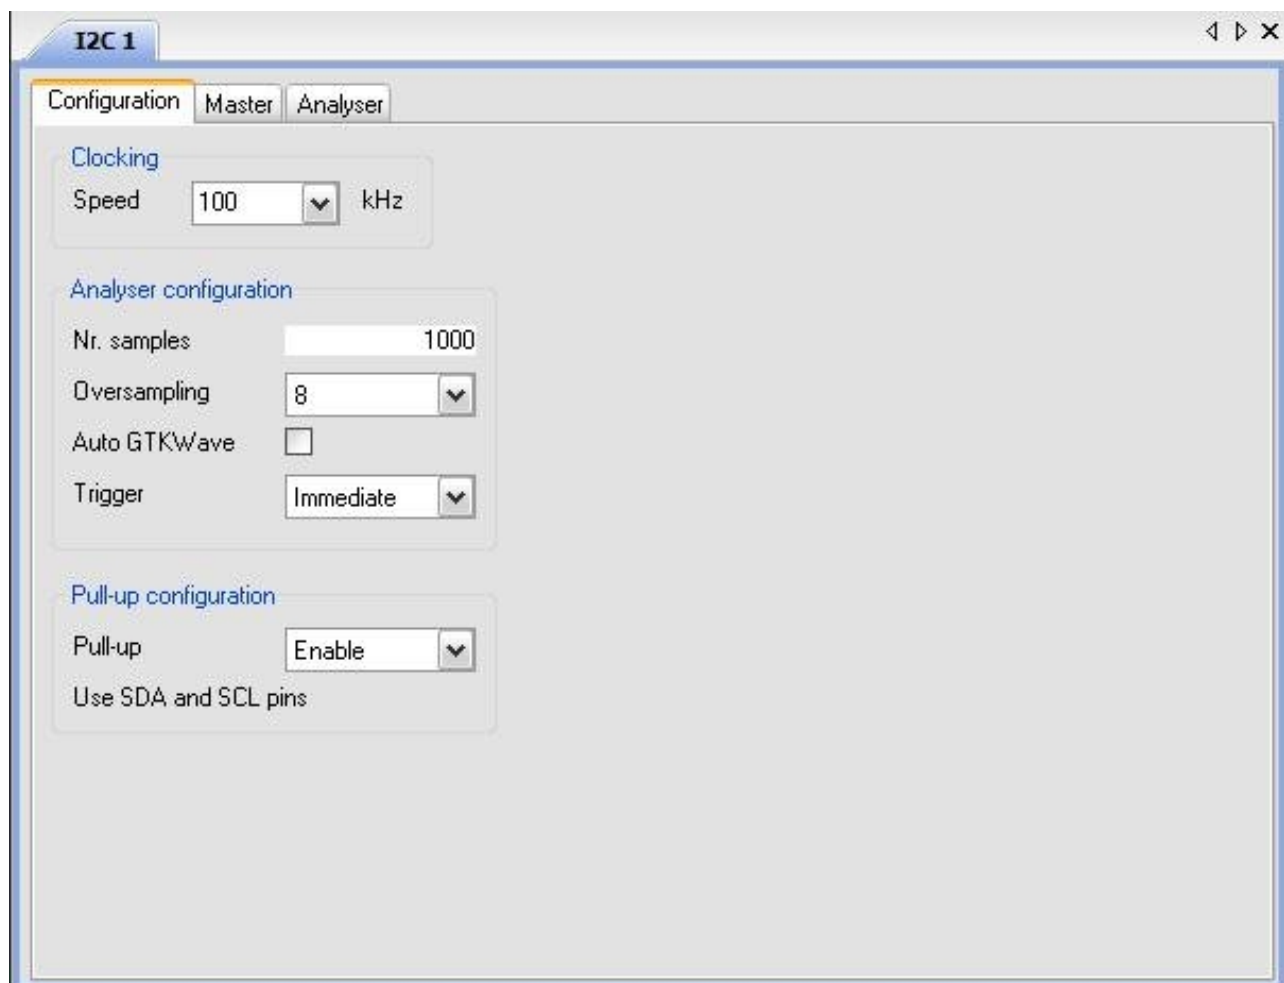 I2C 1
Configuration Master Analyser
Clocking
Speed 100 kHz
Analyser configuration
Nr. samples 1000
Oversampling 8
Auto GTKWave
Trigger Immediate
Pull-up configuration
Pull-up Enable
Use SDA and SCL pins